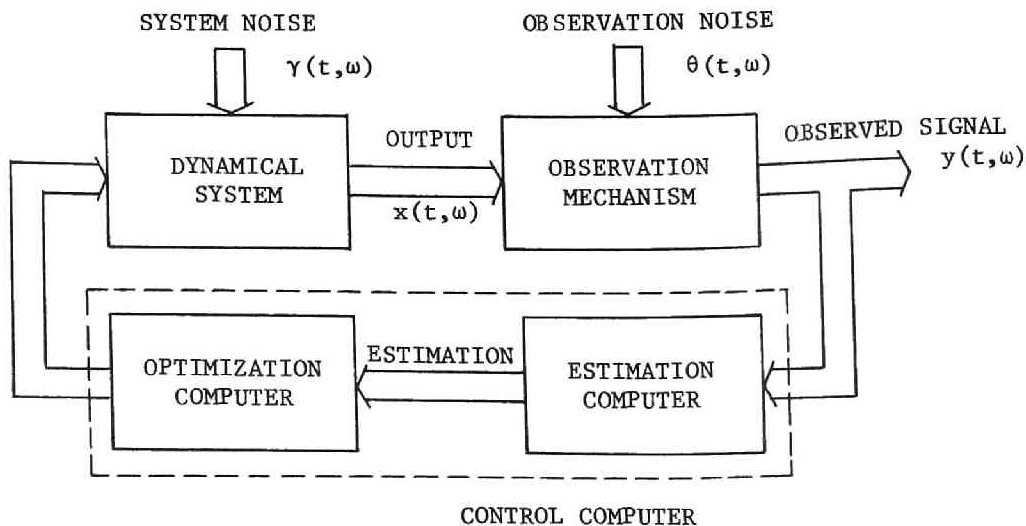 SYSTEM NOISE
γ(t,ω)
OBSERVATION NOISE
θ(t,ω)
DYNAMICAL
SYSTEM
OUTPUT
x(t,ω)
OBSERVATION
MECHANISM
OBSERVED SIGNAL
y(t,ω)
OPTIMIZATION
COMPUTER
ESTIMATION
ESTIMATION
COMPUTER
CONTROL COMPUTER